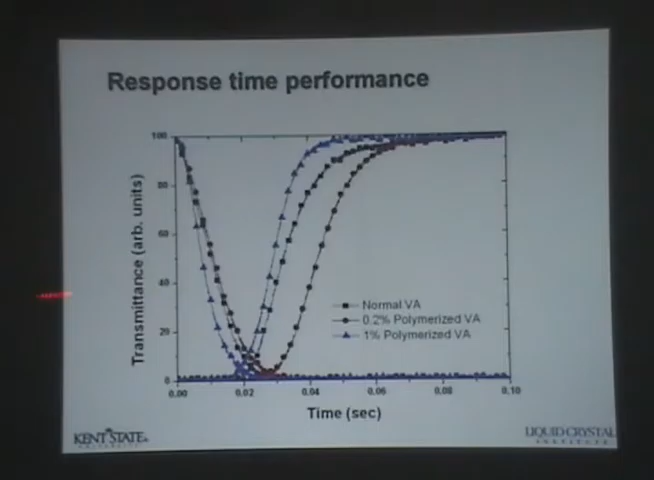 Response time performance
Transmittance (arb. units)
100
80
60
40
20
0
Normal VA
0.2% Polymerized VA
1% Polymerized VA
0.00 0.02 0.04 0.06 0.08 0.10
Time (sec)
KENT STATE
UNIVERSITY
LIQUID CRYSTAL
INSTITUTE